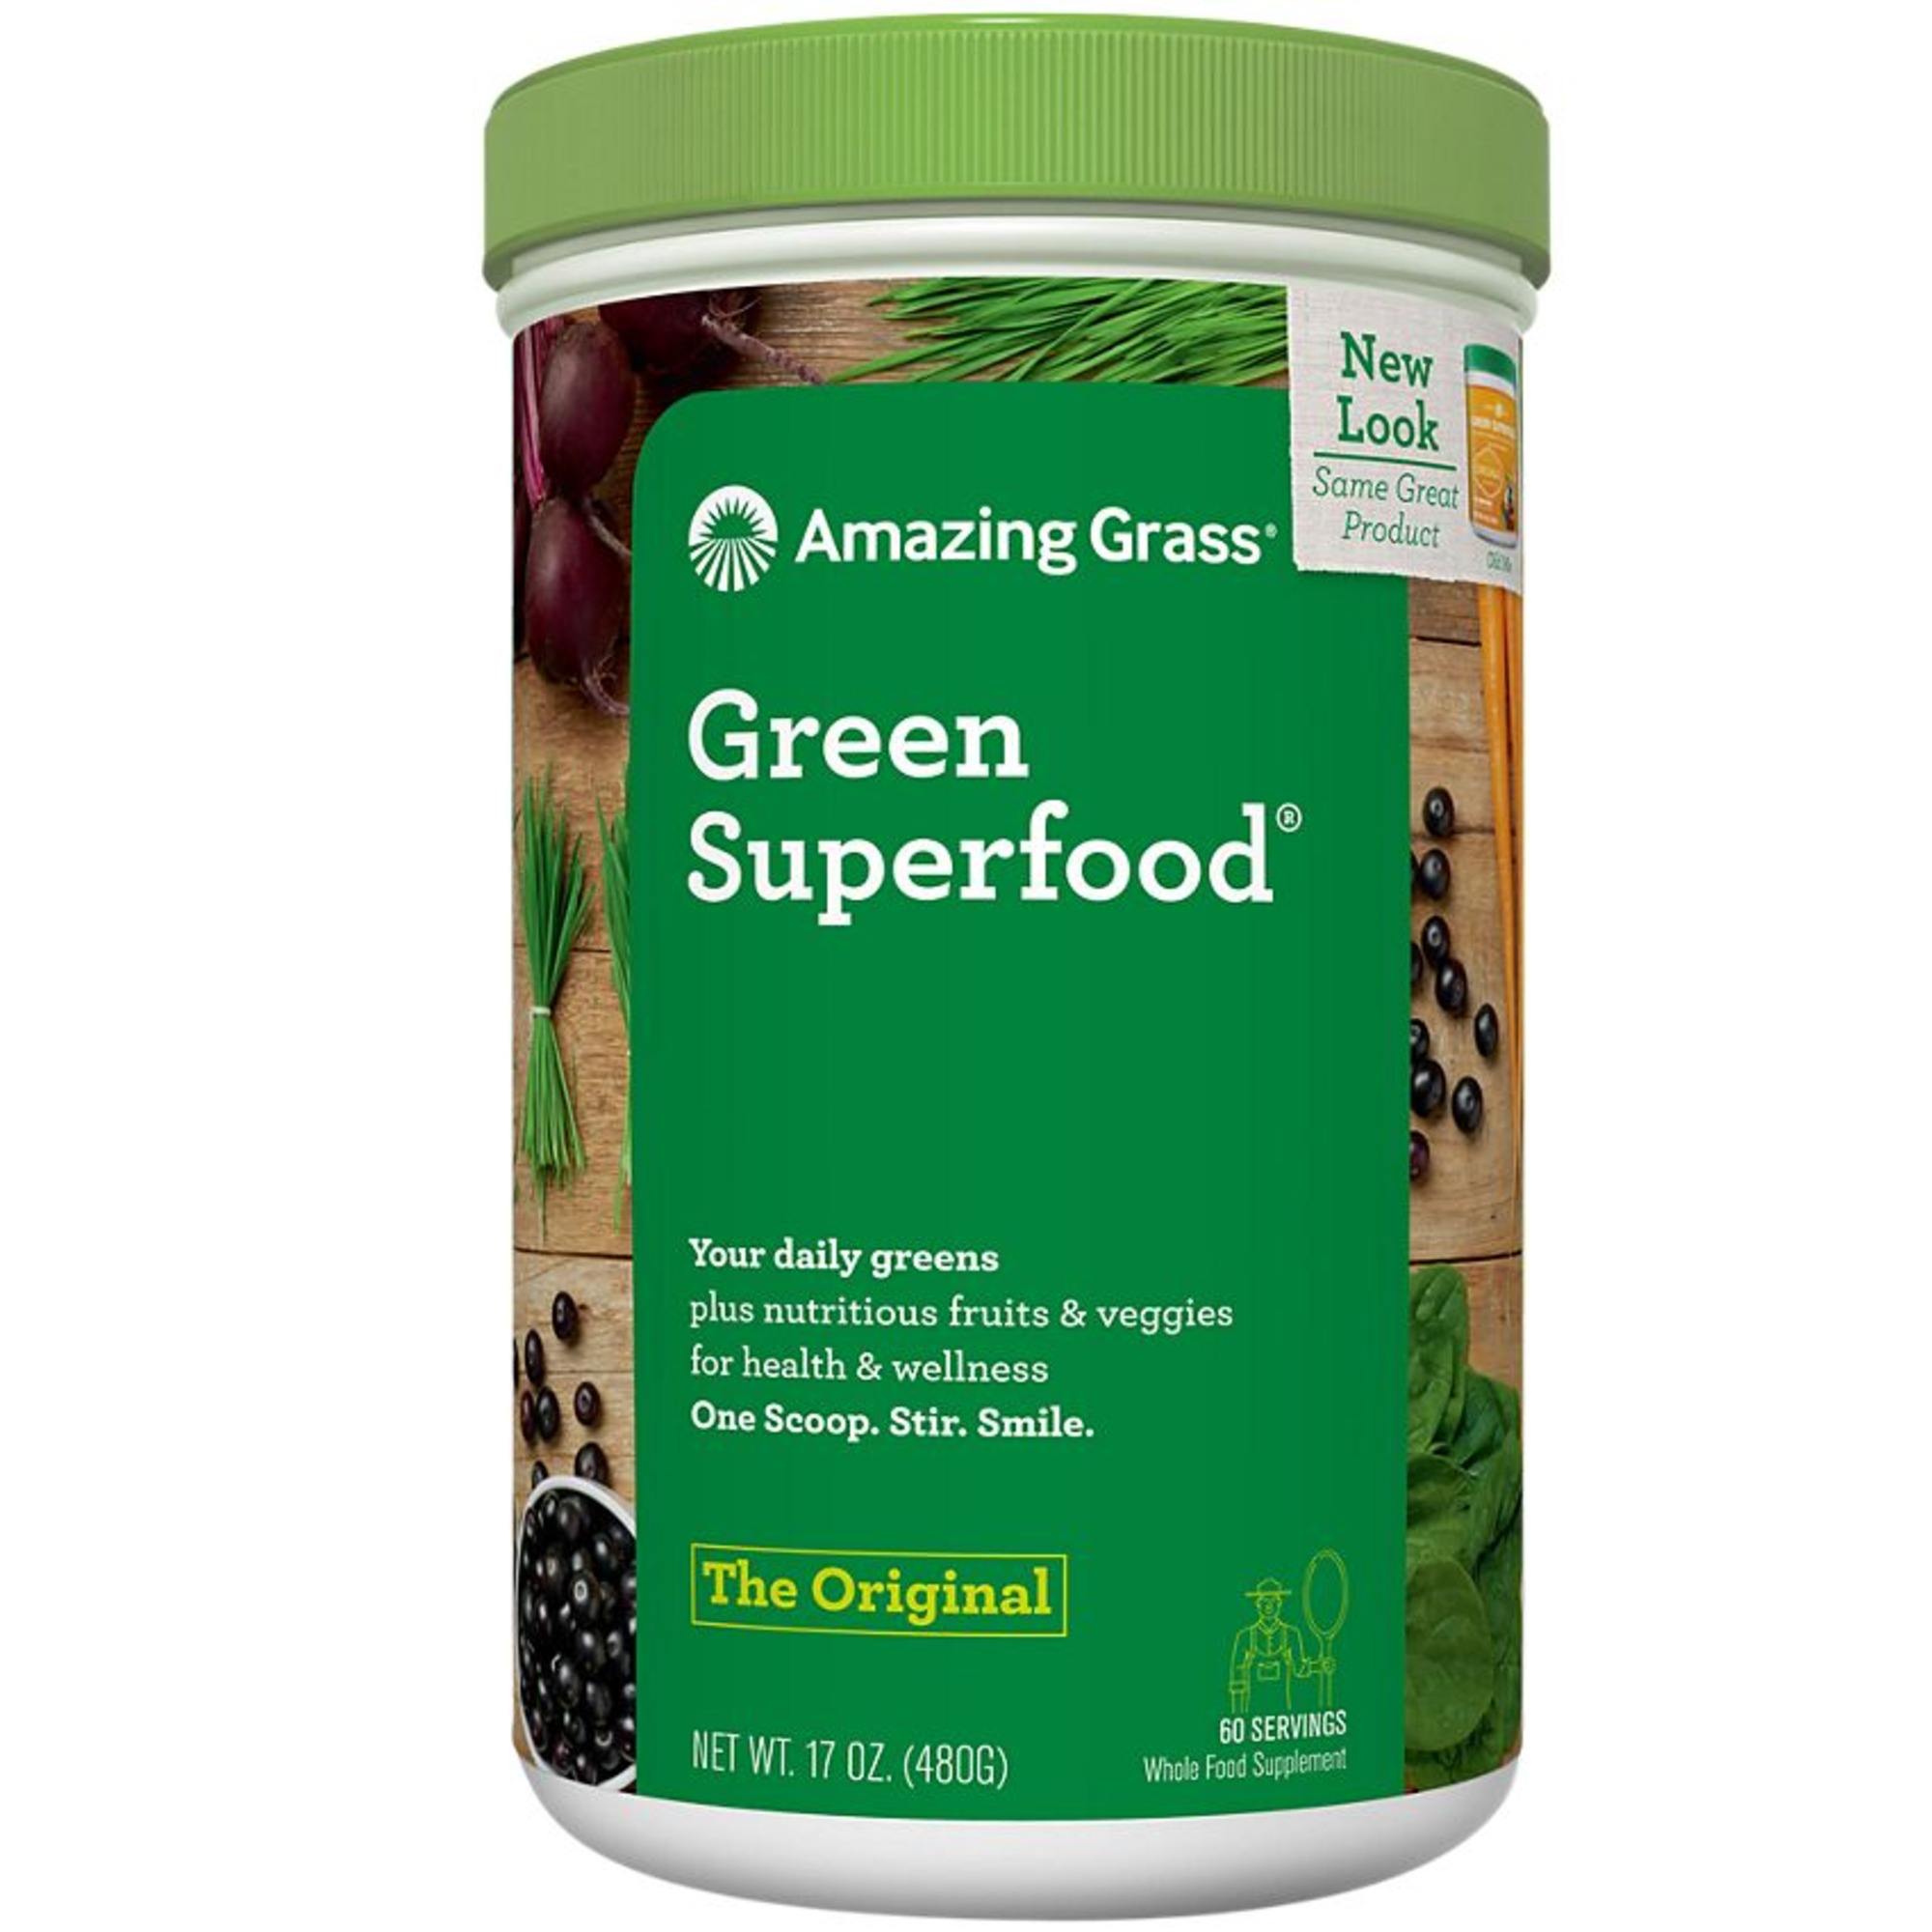 New
Look
Same Great
Product
Amazing Grass®
Green
Superfood®
Your daily greens
plus nutritious fruits & veggies
for health & wellness
One Scoop. Stir. Smile.
The Original
60 SERVINGS
NET WT. 17 OZ. (480G)
Whole Food Supplement